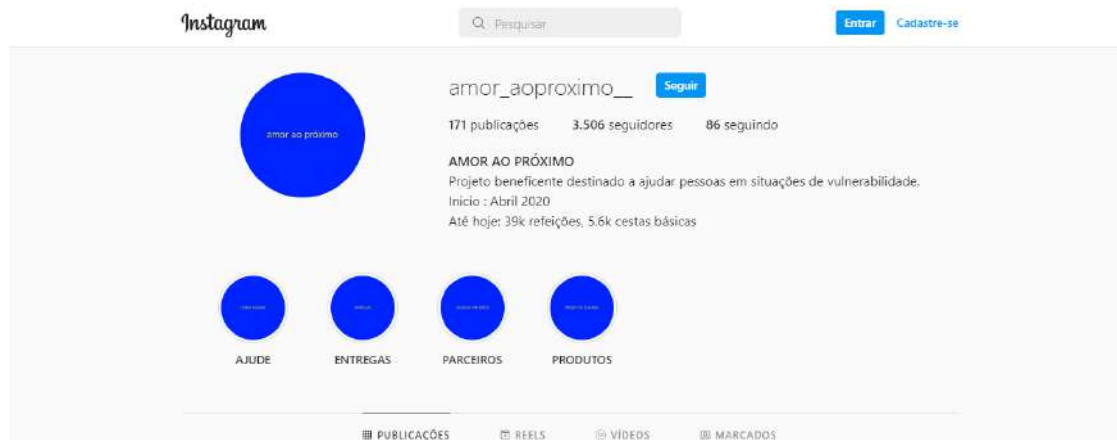 Instagram
Pesquisar
Entrar
Cadastre-se
amor ao próximo
amor_aoproximo__
Seguir
171 publicações 3.506 seguidores 86 seguindo
AMOR AO PRÓXIMO
Projeto beneficente destinado a ajudar pessoas em situações de vulnerabilidade.
Inicio : Abril 2020
Até hoje: 39k refeições, 5.6k cestas básicas
AJUDE ENTREGAS PARCEIROS PRODUTOS
PUBLICAÇÕES REELS VÍDEOS MARCADOS